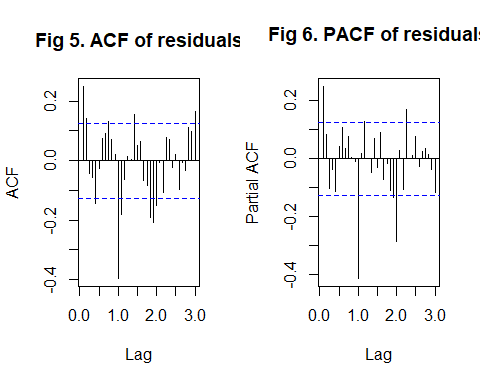 Fig 5. ACF of residuals
ACF
-0.4 -0.2 0.0 0.2
0.0 1.0 2.0 3.0
Lag
Fig 6. PACF of residuals
Partial ACF
-0.4 -0.2 0.0 0.2
0.0 1.0 2.0 3.0
Lag